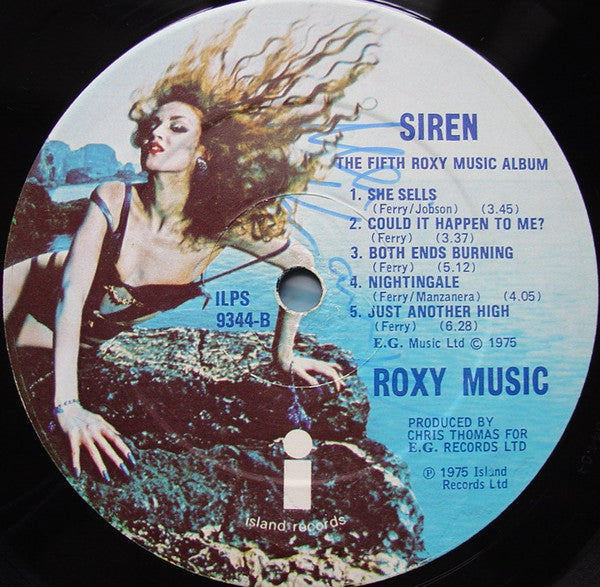 SIREN
THE FIFTH ROXY MUSIC ALBUM
1. SHE SELLS
(Ferry/Jobson) (3.45)
2. COULD IT HAPPEN TO ME?
(Ferry) (3.37)
3. BOTH ENDS BURNING
(Ferry) (5.12)
4. NIGHTINGALE
(Ferry/Manzanera) (4.05)
5. JUST ANOTHER HIGH
(Ferry) (6.28)
E.G. Music Ltd © 1975
ILPS
9344-B
ROXY MUSIC
PRODUCED BY
CHRIS THOMAS FOR
E.G. RECORDS LTD
℗ 1975 Island
Records Ltd
i
island records